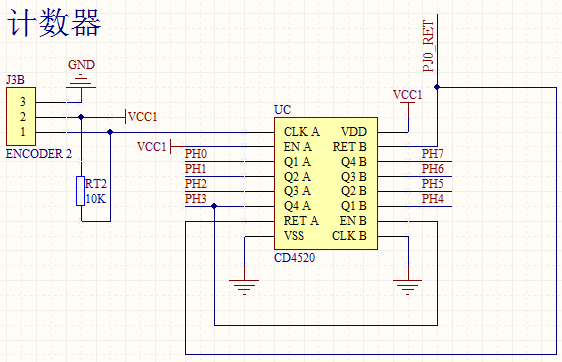 计数器
PJ0_RET
GND
J3B
3
2
1
ENCODER 2
VCC1
RT2
10K
VCC1
PH0
PH1
PH2
PH3
UC
CLK A
EN A
Q1 A
Q2 A
Q3 A
Q4 A
RET A
VSS
VDD
RET B
Q4 B
Q3 B
Q2 B
Q1 B
EN B
CLK B
CD4520
VCC1
PH7
PH6
PH5
PH4